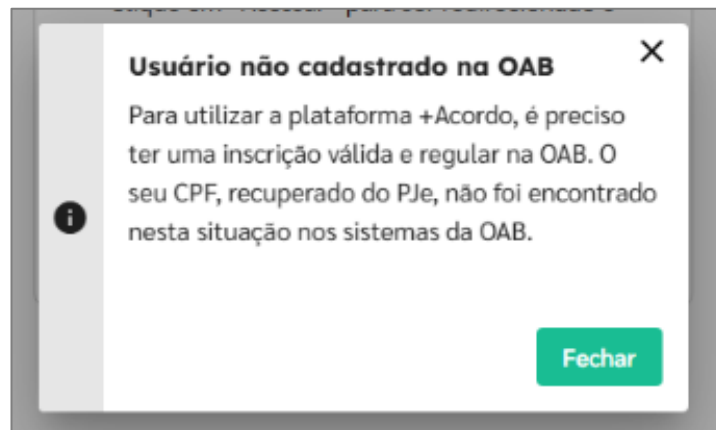 Usuário não cadastrado na OAB
Para utilizar a plataforma +Acordo, é preciso
ter uma inscrição válida e regular na OAB. O
seu CPF, recuperado do PJe, não foi encontrado
nesta situação nos sistemas da OAB.
Fechar